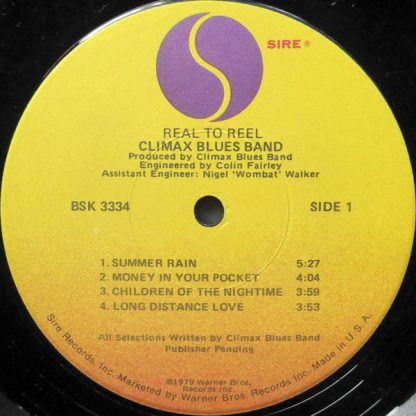 SIRE ®
REAL TO REEL
CLIMAX BLUES BAND
Produced by Climax Blues Band
Engineered by Colin Fairley
Assistant Engineer: Nigel 'Wombat' Walker
BSK 3334
SIDE 1
1. SUMMER RAIN 5:27
2. MONEY IN YOUR POCKET 4:04
3. CHILDREN OF THE NIGHTIME 3:59
4. LONG DISTANCE LOVE 3:53
All Selections Written by Climax Blues Band
Publisher Pending
©1979 Warner Bros.
Records Inc.
Sire Records, Inc. Marketed by Warner Bros. Records Inc. Made in U.S.A.